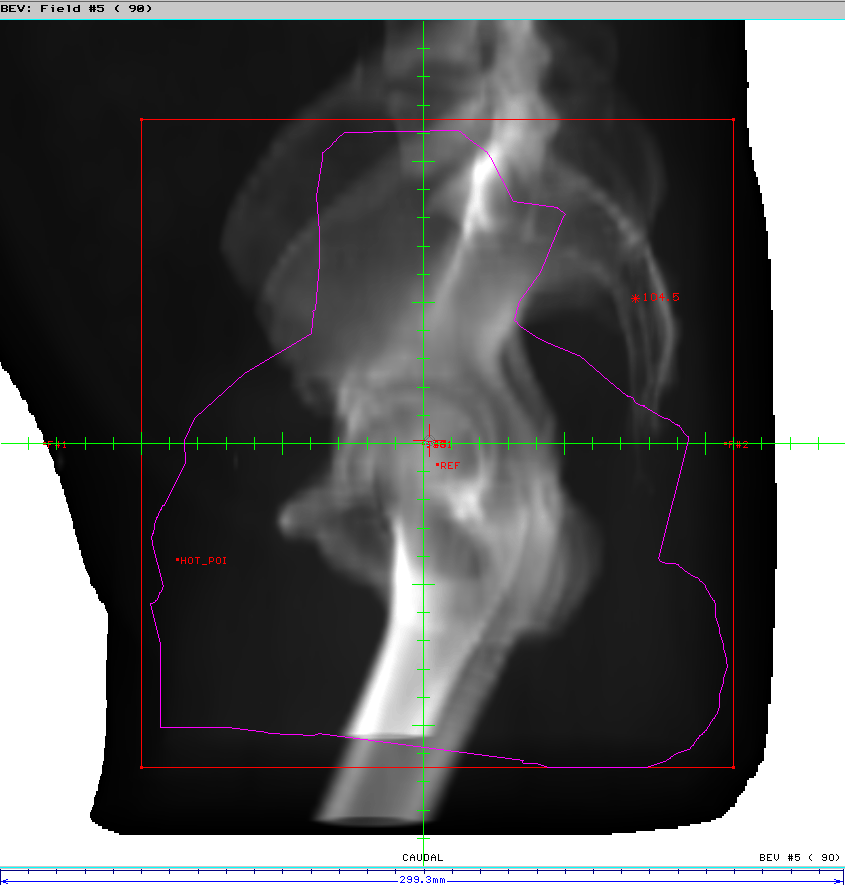 BEV: Field #5 ( 90)
104.5
REF
HOT_POI
CAUDAL
BEV #5 ( 90)
299.3mm